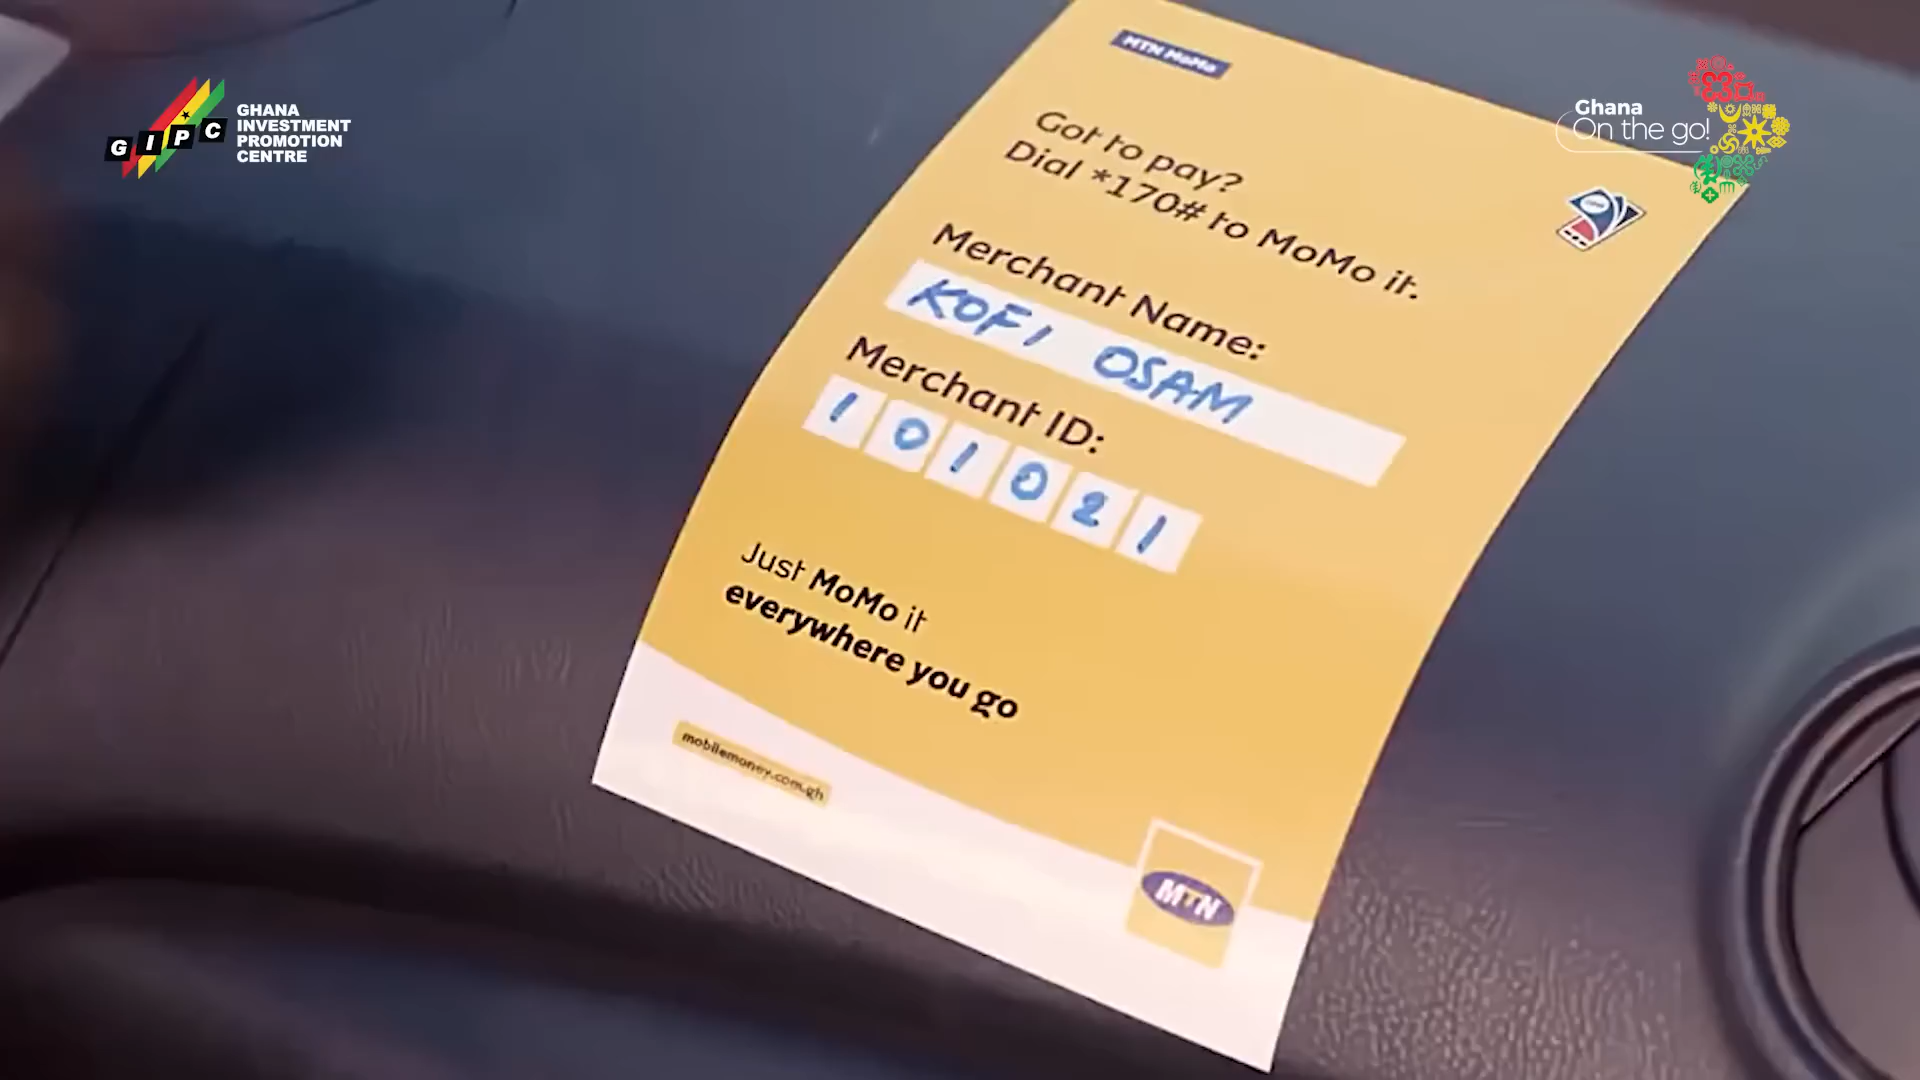 GIPC
GHANA
INVESTMENT
PROMOTION
CENTRE
Ghana
On the go!
MTN MoMo
Got to pay?
Dial *170# to MoMo it.
Merchant Name:
KOFI OSAM
Merchant ID:
101021
Just MoMo it
everywhere you go
mobilemoney.com.gh
MTN